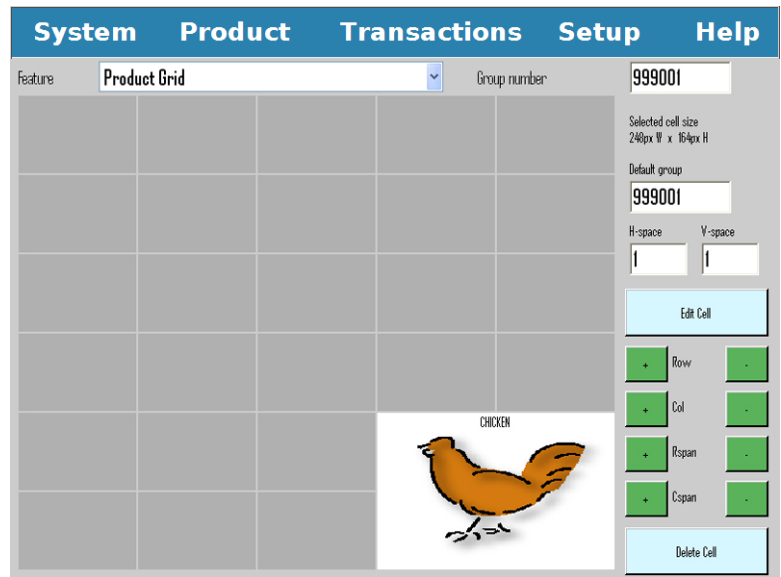 System Product Transactions Setup Help
Feature Product Grid Group number 999001
Selected cell size
248px W x 164px H
Default group
999001
H-space V-space
1 1
Edit Cell
+ Row -
+ Col -
CHICKEN
+ Rspan -
+ Cspan -
Delete Cell